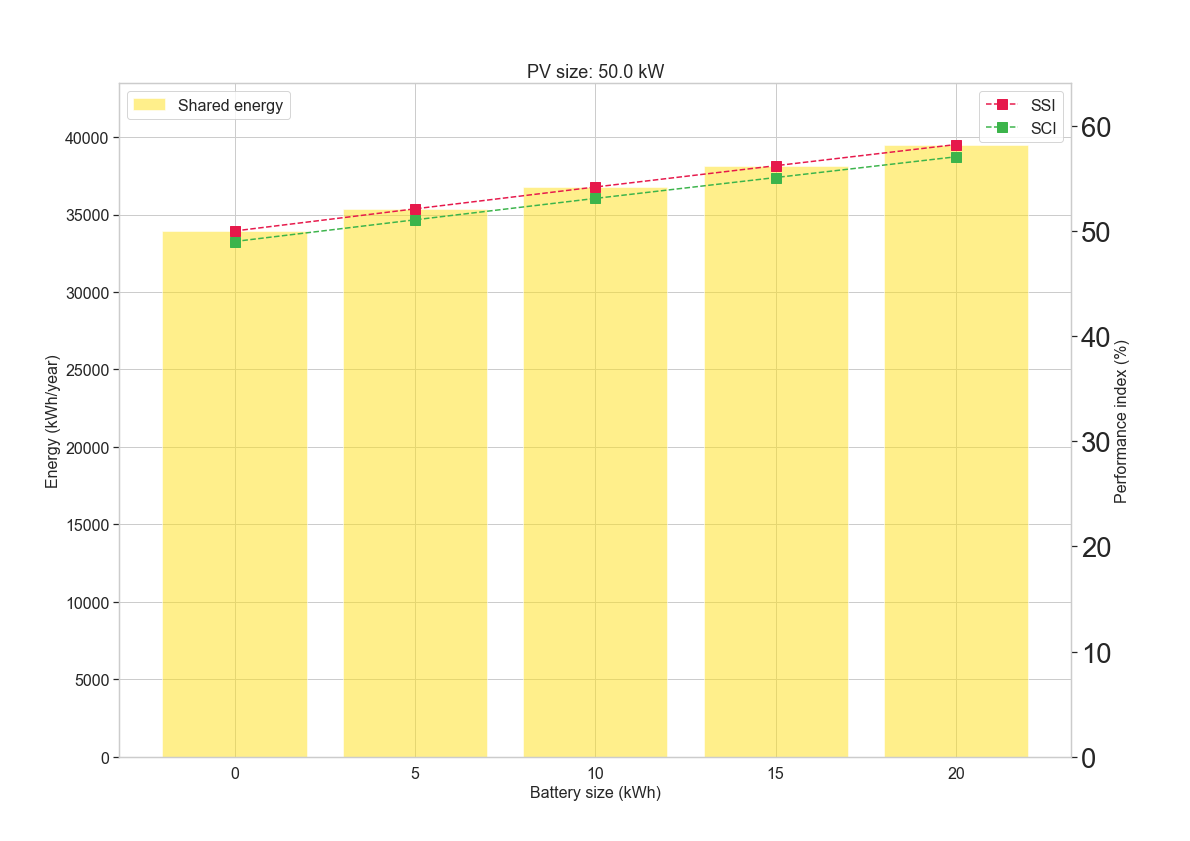 PV size: 50.0 kW
Shared energy
SSI
SCI
40000
35000
30000
25000
20000
15000
10000
5000
0
Energy (kWh/year)
60
50
40
30
20
10
0
Performance index (%)
0 5 10 15 20
Battery size (kWh)